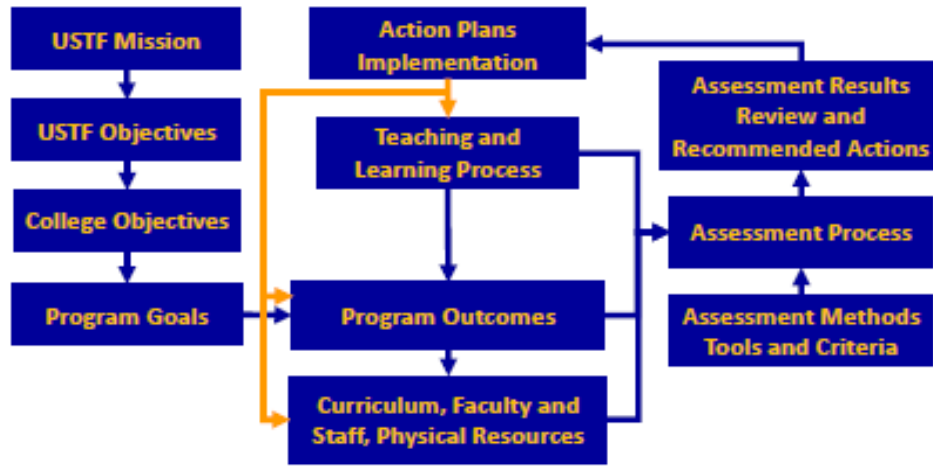 USTF Mission
USTF Objectives
College Objectives
Program Goals
Action Plans
Implementation
Teaching and
Learning Process
Program Outcomes
Curriculum, Faculty and
Staff, Physical Resources
Assessment Results
Review and
Recommended Actions
Assessment Process
Assessment Methods
Tools and Criteria